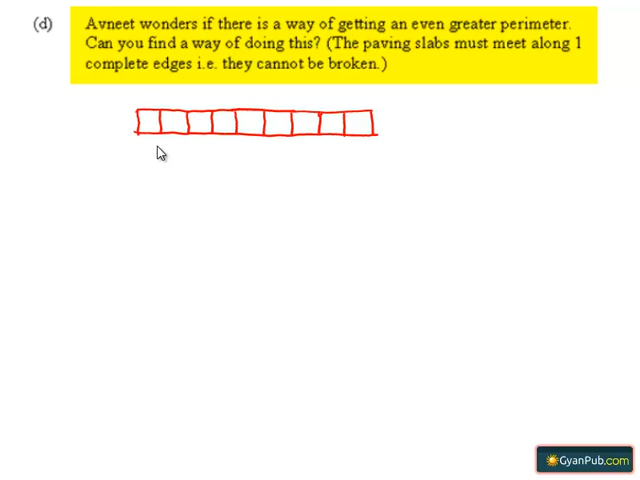 (d) Avneet wonders if there is a way of getting an even greater perimeter.
Can you find a way of doing this? (The paving slabs must meet along 1
complete edges i.e. they cannot be broken.)
GyanPub.com